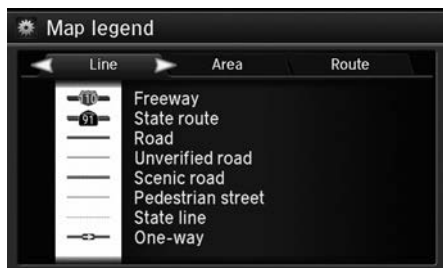 Map legend
Line Area Route
110 Freeway
91 State route
Road
Unverified road
Scenic road
Pedestrian street
State line
One-way